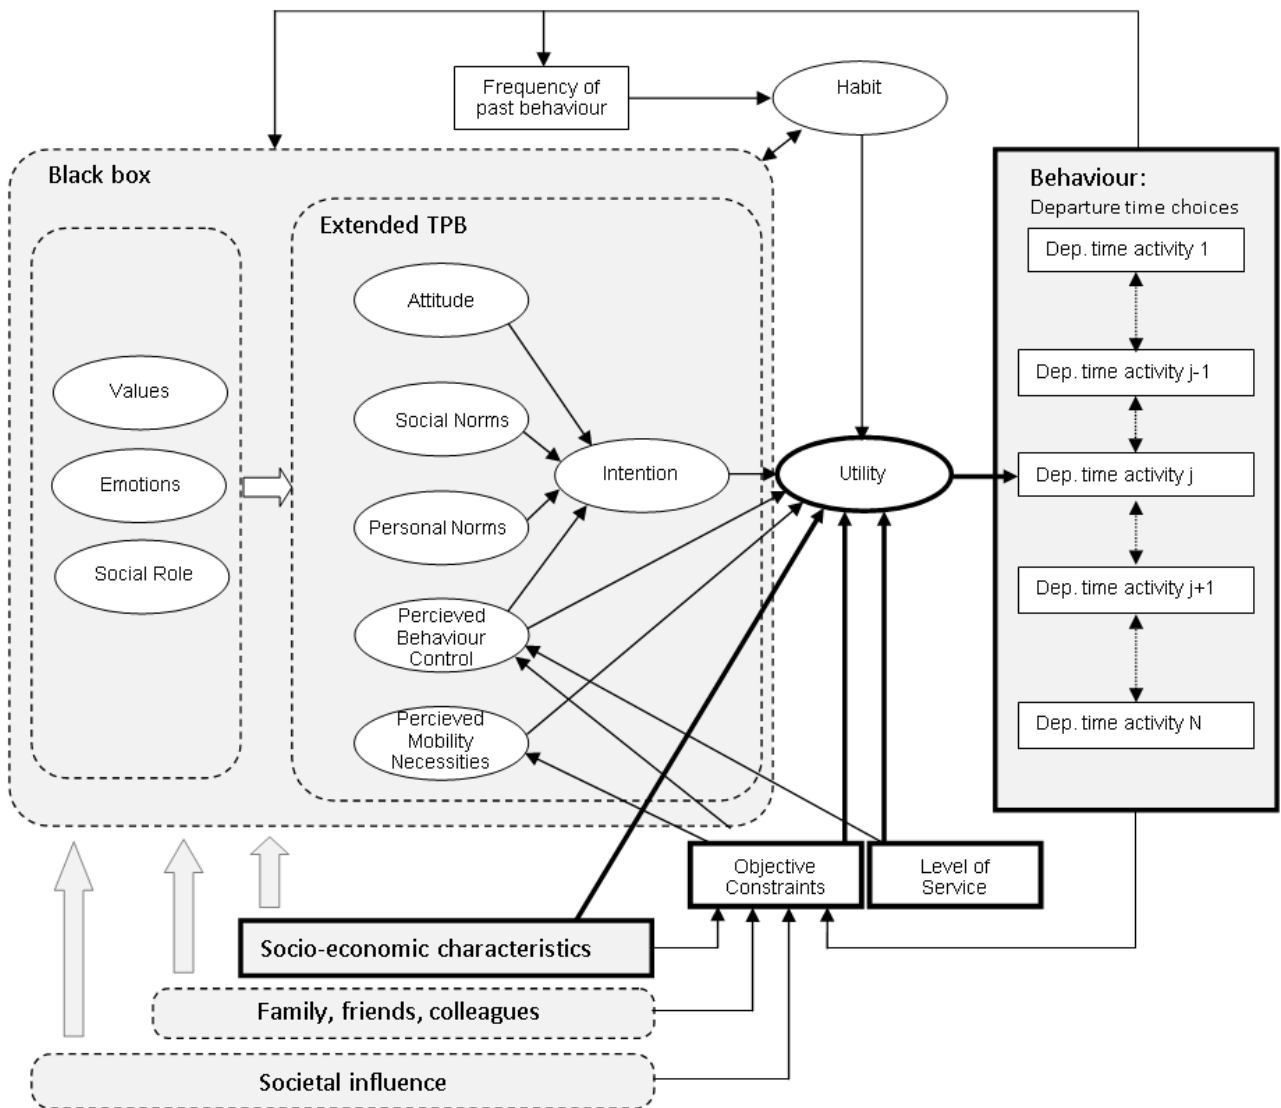 Frequency of
past behaviour
Habit
Black box
Behaviour:
Departure time choices
Extended TPB
Dep. time activity 1
Attitude
Dep. time activity j-1
Values
Social Norms
Emotions
Intention
Utility
Dep. time activity j
Personal Norms
Social Role
Dep. time activity j+1
Percieved
Behaviour
Control
Percieved
Mobility
Necessities
Dep. time activity N
Objective
Constraints
Level of
Service
Socio-economic characteristics
Family, friends, colleagues
Societal influence